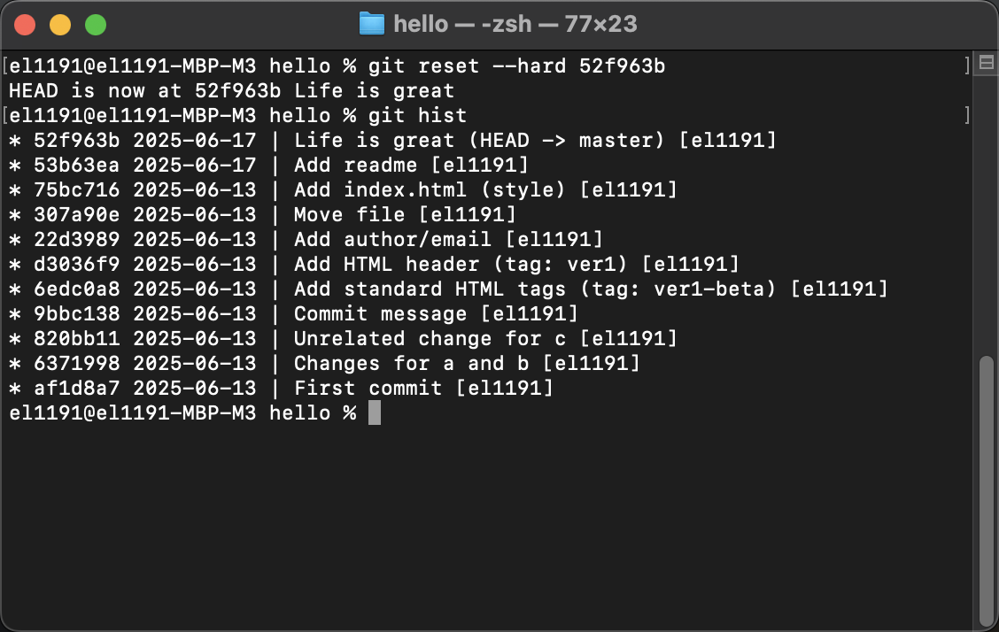 hello — -zsh — 77×23
[el1191@el1191-MBP-M3 hello % git reset --hard 52f963b ]
HEAD is now at 52f963b Life is great
[el1191@el1191-MBP-M3 hello % git hist ]
* 52f963b 2025-06-17 | Life is great (HEAD -> master) [el1191]
* 53b63ea 2025-06-17 | Add readme [el1191]
* 75bc716 2025-06-13 | Add index.html (style) [el1191]
* 307a90e 2025-06-13 | Move file [el1191]
* 22d3989 2025-06-13 | Add author/email [el1191]
* d3036f9 2025-06-13 | Add HTML header (tag: ver1) [el1191]
* 6edc0a8 2025-06-13 | Add standard HTML tags (tag: ver1-beta) [el1191]
* 9bbc138 2025-06-13 | Commit message [el1191]
* 820bb11 2025-06-13 | Unrelated change for c [el1191]
* 6371998 2025-06-13 | Changes for a and b [el1191]
* af1d8a7 2025-06-13 | First commit [el1191]
el1191@el1191-MBP-M3 hello %